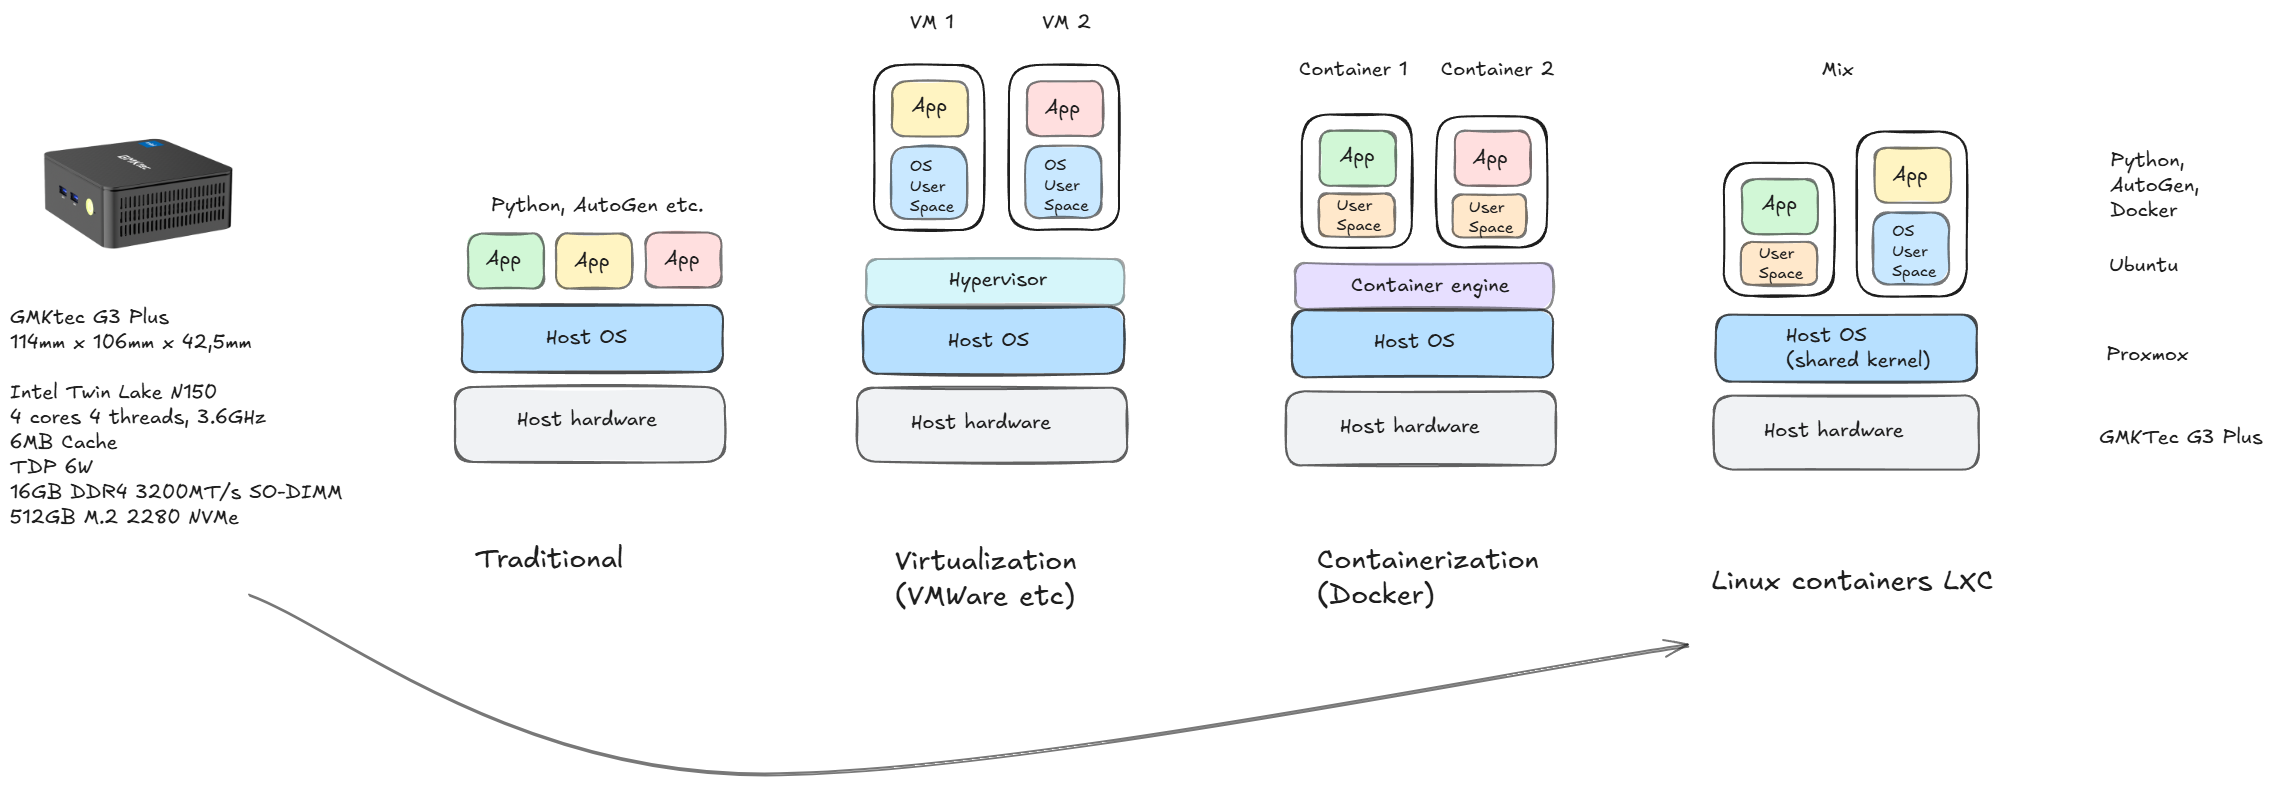 GMKtec
GMKtec G3 Plus
114mm x 106mm x 42,5mm
Intel Twin Lake N150
4 cores 4 threads, 3.6GHz
6MB Cache
TDP 6W
16GB DDR4 3200MT/s SO-DIMM
512GB M.2 2280 NVMe
Python, AutoGen etc.
App
App
App
Host OS
Host hardware
Traditional
VM 1
VM 2
App
OS
User
Space
App
OS
User
Space
Hypervisor
Host OS
Host hardware
Virtualization
(VMWare etc)
Container 1
Container 2
App
User
Space
App
User
Space
Container engine
Host OS
Host hardware
Containerization
(Docker)
Mix
App
User
Space
App
OS
User
Space
Host OS
(shared kernel)
Host hardware
Linux containers LXC
Python,
AutoGen,
Docker
Ubuntu
Proxmox
GMKTec G3 Plus